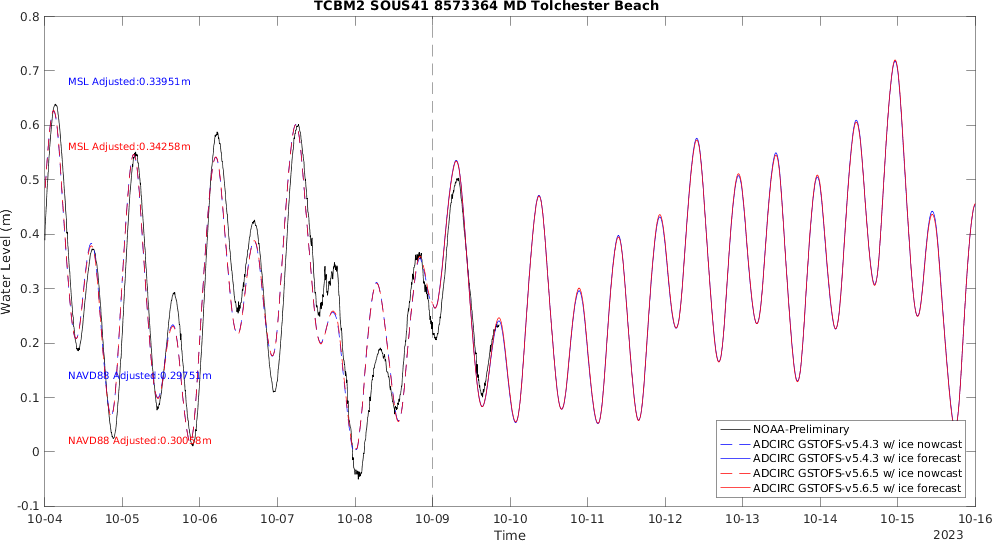 TCBM2 SOUS41 8573364 MD Tolchester Beach
0.8
0.7
0.6
0.5
0.4
0.3
0.2
0.1
0
-0.1
Water Level (m)
MSL Adjusted:0.33951m
MSL Adjusted:0.34258m
NAVD88 Adjusted:0.29751m
NAVD88 Adjusted:0.30058m
NOAA-Preliminary
ADCIRC GSTOFS-v5.4.3 w/ ice nowcast
ADCIRC GSTOFS-v5.4.3 w/ ice forecast
ADCIRC GSTOFS-v5.6.5 w/ ice nowcast
ADCIRC GSTOFS-v5.6.5 w/ ice forecast
10-04 10-05 10-06 10-07 10-08 10-09 10-10 10-11 10-12 10-13 10-14 10-15 10-16
Time
2023